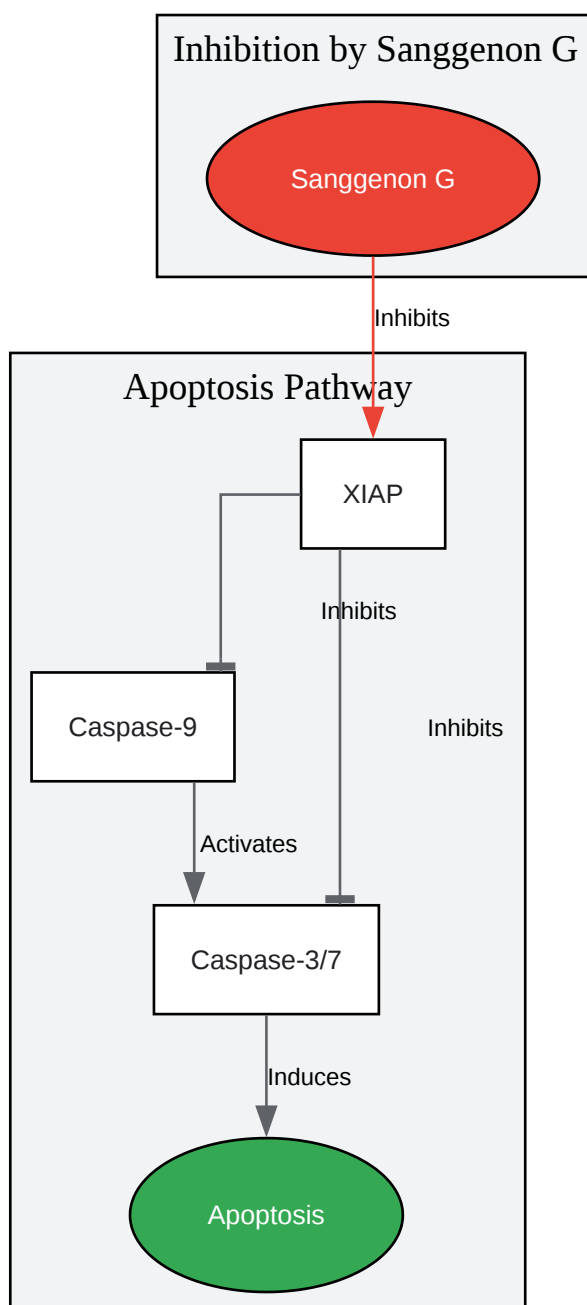 Inhibition by Sanggenon G
Sanggenon G
Inhibits
Apoptosis Pathway
XIAP
Inhibits
Caspase-9
Inhibits
Activates
Caspase-3/7
Induces
Apoptosis